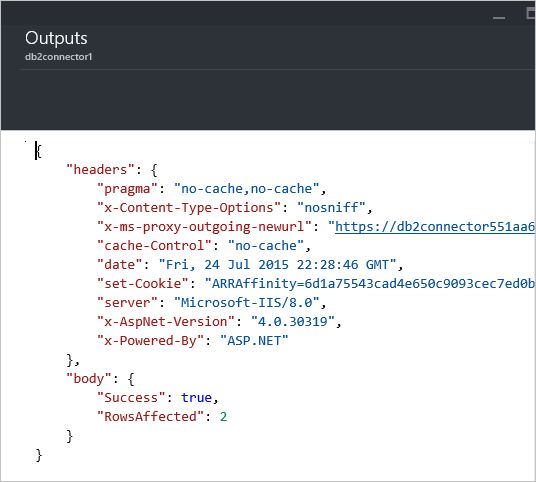 Outputs
db2connector1
{
"headers": {
"pragma": "no-cache,no-cache",
"x-Content-Type-Options": "nosniff",
"x-ms-proxy-outgoing-newurl": "https://db2connector551aa6
"cache-Control": "no-cache",
"date": "Fri, 24 Jul 2015 22:28:46 GMT",
"set-Cookie": "ARRAffinity=6d1a75543cad4e650c9093cec7ed0b
"server": "Microsoft-IIS/8.0",
"x-AspNet-Version": "4.0.30319",
"x-Powered-By": "ASP.NET"
},
"body": {
"Success": true,
"RowsAffected": 2
}
}